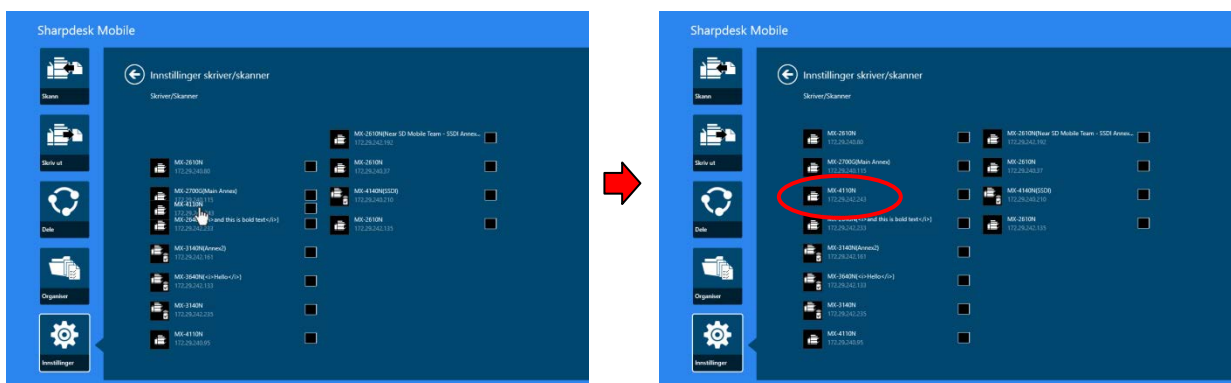 Sharpdesk Mobile
Innstillinger skriver/skanner
Skriver/Skanner
Skann
Skriv ut
Dele
Organiser
Innstillinger
MX-2610N
172.29.240.80
MX-2700G(Main Annex)
172.29.240.115
MX-4110N
MX-2640N(<i>and this is bold text</i>)
172.29.242.233
MX-3140N(Annex2)
172.29.242.161
MX-3640N(<i>Hello</i>)
172.29.242.133
MX-3140N
172.29.242.235
MX-4110N
172.29.240.95
MX-2610N(Near SD Mobile Team - SSDI Annex...
172.29.242.192
MX-2610N
172.29.240.37
MX-4140N(SSDI)
172.29.240.210
MX-2610N
172.29.242.135
Sharpdesk Mobile
Innstillinger skriver/skanner
Skriver/Skanner
Skann
Skriv ut
Dele
Organiser
Innstillinger
MX-2610N
172.29.240.80
MX-2700G(Main Annex)
172.29.240.115
MX-4110N
172.29.242.243
<i>and this is bold text</i>)
172.29.242.233
MX-3140N(Annex2)
172.29.242.161
MX-3640N(<i>Hello</i>)
172.29.242.133
MX-3140N
172.29.242.235
MX-4110N
172.29.240.95
MX-2610N(Near SD Mobile Team - SSDI Annex...
172.29.242.192
MX-2610N
172.29.240.37
MX-4140N(SSDI)
172.29.240.210
MX-2610N
172.29.242.135